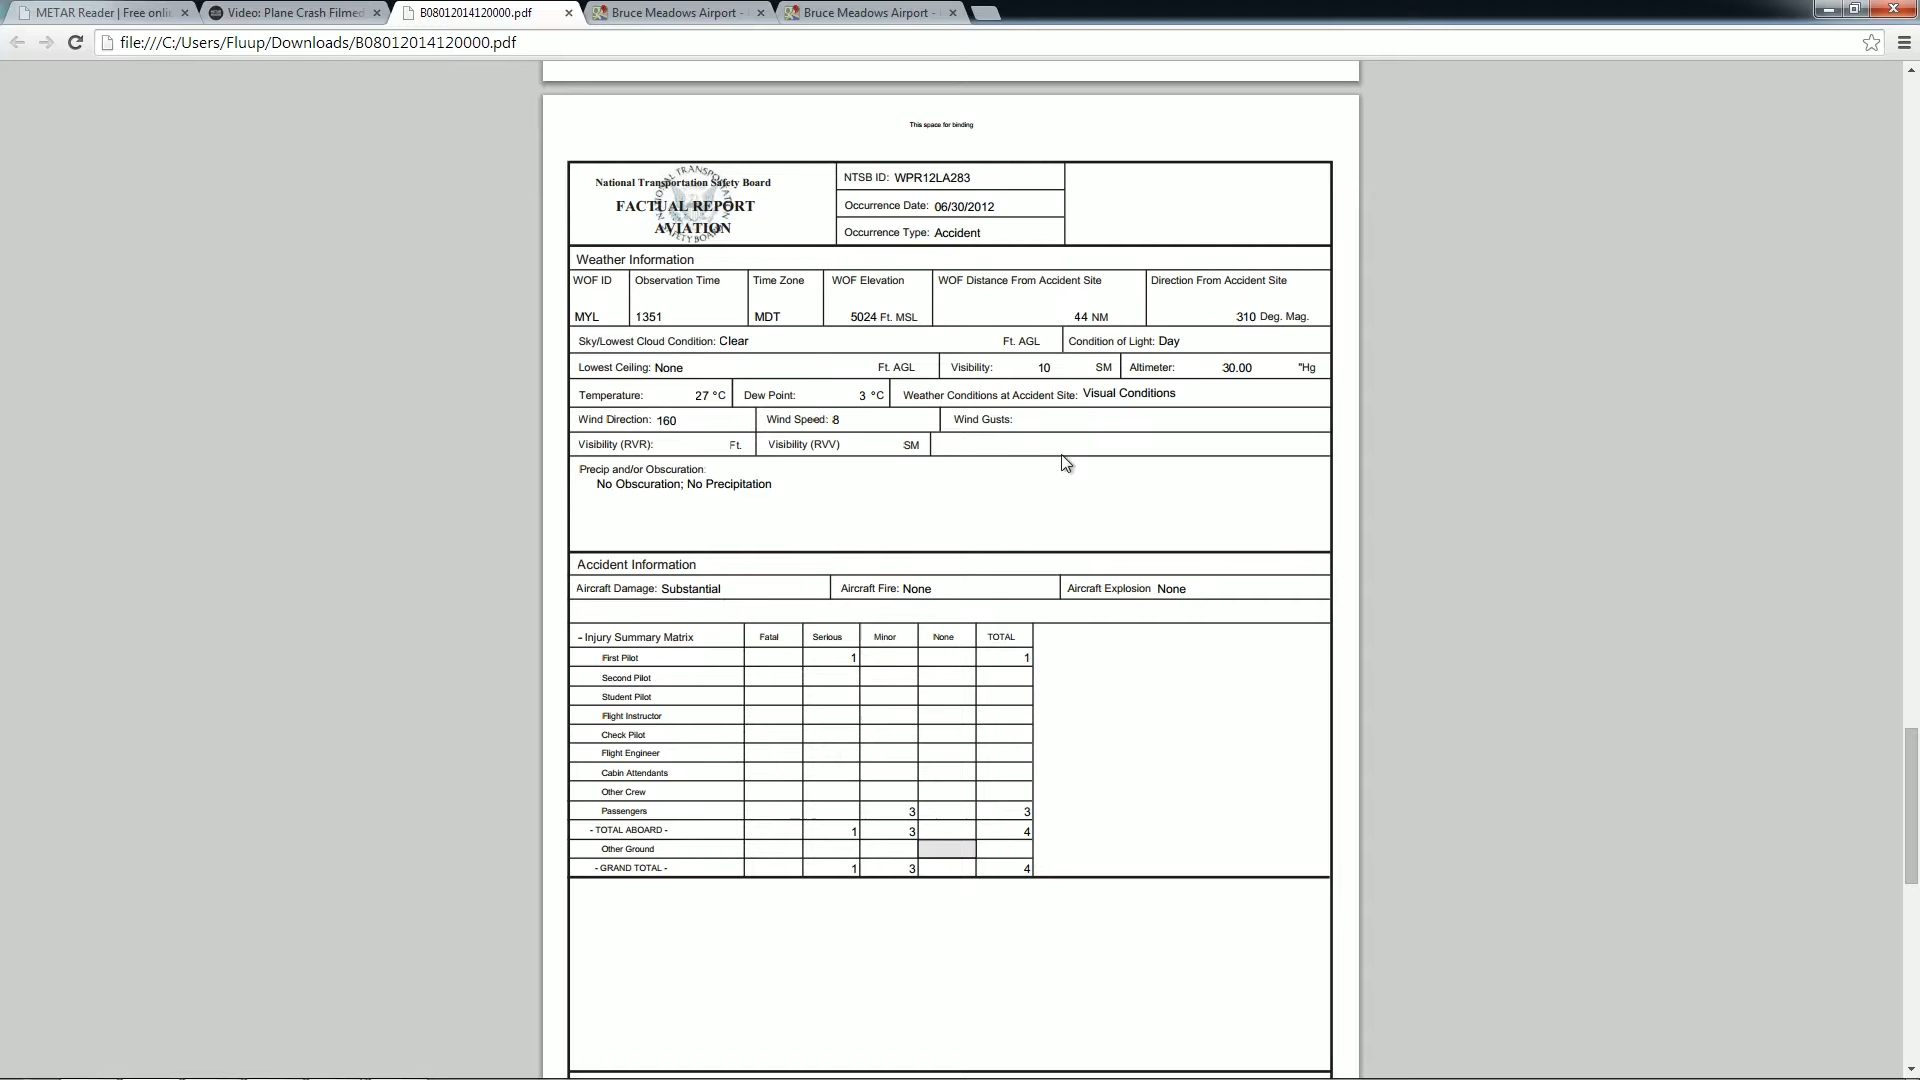 METAR Reader | Free onli
Video: Plane Crash Filmed
B08012014120000.pdf
Bruce Meadows Airport -
Bruce Meadows Airport -
file:///C:/Users/Fluup/Downloads/B08012014120000.pdf
This space for binding
National Transportation Safety Board
FACTUAL REPORT
AVIATION
NTSB ID: WPR12LA283
Occurrence Date: 06/30/2012
Occurrence Type: Accident
Weather Information
WOF ID Observation Time Time Zone WOF Elevation WOF Distance From Accident Site Direction From Accident Site
MYL 1351 MDT 5024 Ft. MSL 44 NM 310 Deg. Mag.
Sky/Lowest Cloud Condition: Clear Ft. AGL Condition of Light: Day
Lowest Ceiling: None Ft. AGL Visibility: 10 SM Altimeter: 30.00 "Hg
Temperature: 27 °C Dew Point: 3 °C Weather Conditions at Accident Site: Visual Conditions
Wind Direction: 160 Wind Speed: 8 Wind Gusts:
Visibility (RVR): Ft. Visibility (RVV) SM
Precip and/or Obscuration:
No Obscuration; No Precipitation
Accident Information
Aircraft Damage: Substantial Aircraft Fire: None Aircraft Explosion None
- Injury Summary Matrix Fatal Serious Minor None TOTAL
First Pilot 1 1
Second Pilot
Student Pilot
Flight Instructor
Check Pilot
Flight Engineer
Cabin Attendants
Other Crew
Passengers 3 3
- TOTAL ABOARD - 1 3 4
Other Ground
- GRAND TOTAL - 1 3 4